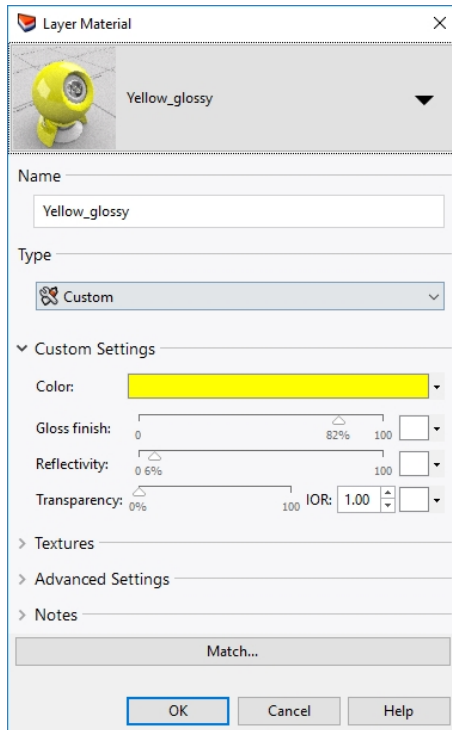 Layer Material
Yellow_glossy
Name
Yellow_glossy
Type
Custom
Custom Settings
Color:
Gloss finish: 0 82% 100
Reflectivity: 0 6% 100
Transparency: 0% 100 IOR: 1.00
Textures
Advanced Settings
Notes
Match...
OK Cancel Help